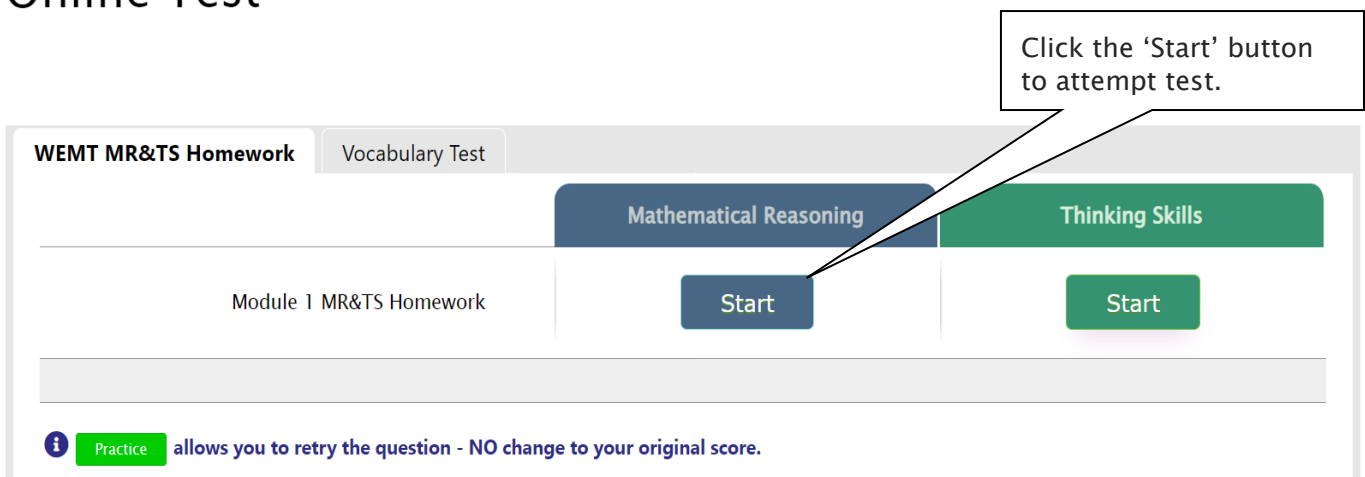 Online Test
Click the ‘Start’ button
to attempt test.
WEMT MR&TS Homework Vocabulary Test
Mathematical Reasoning Thinking Skills
Module 1 MR&TS Homework Start Start
Practice allows you to retry the question - NO change to your original score.